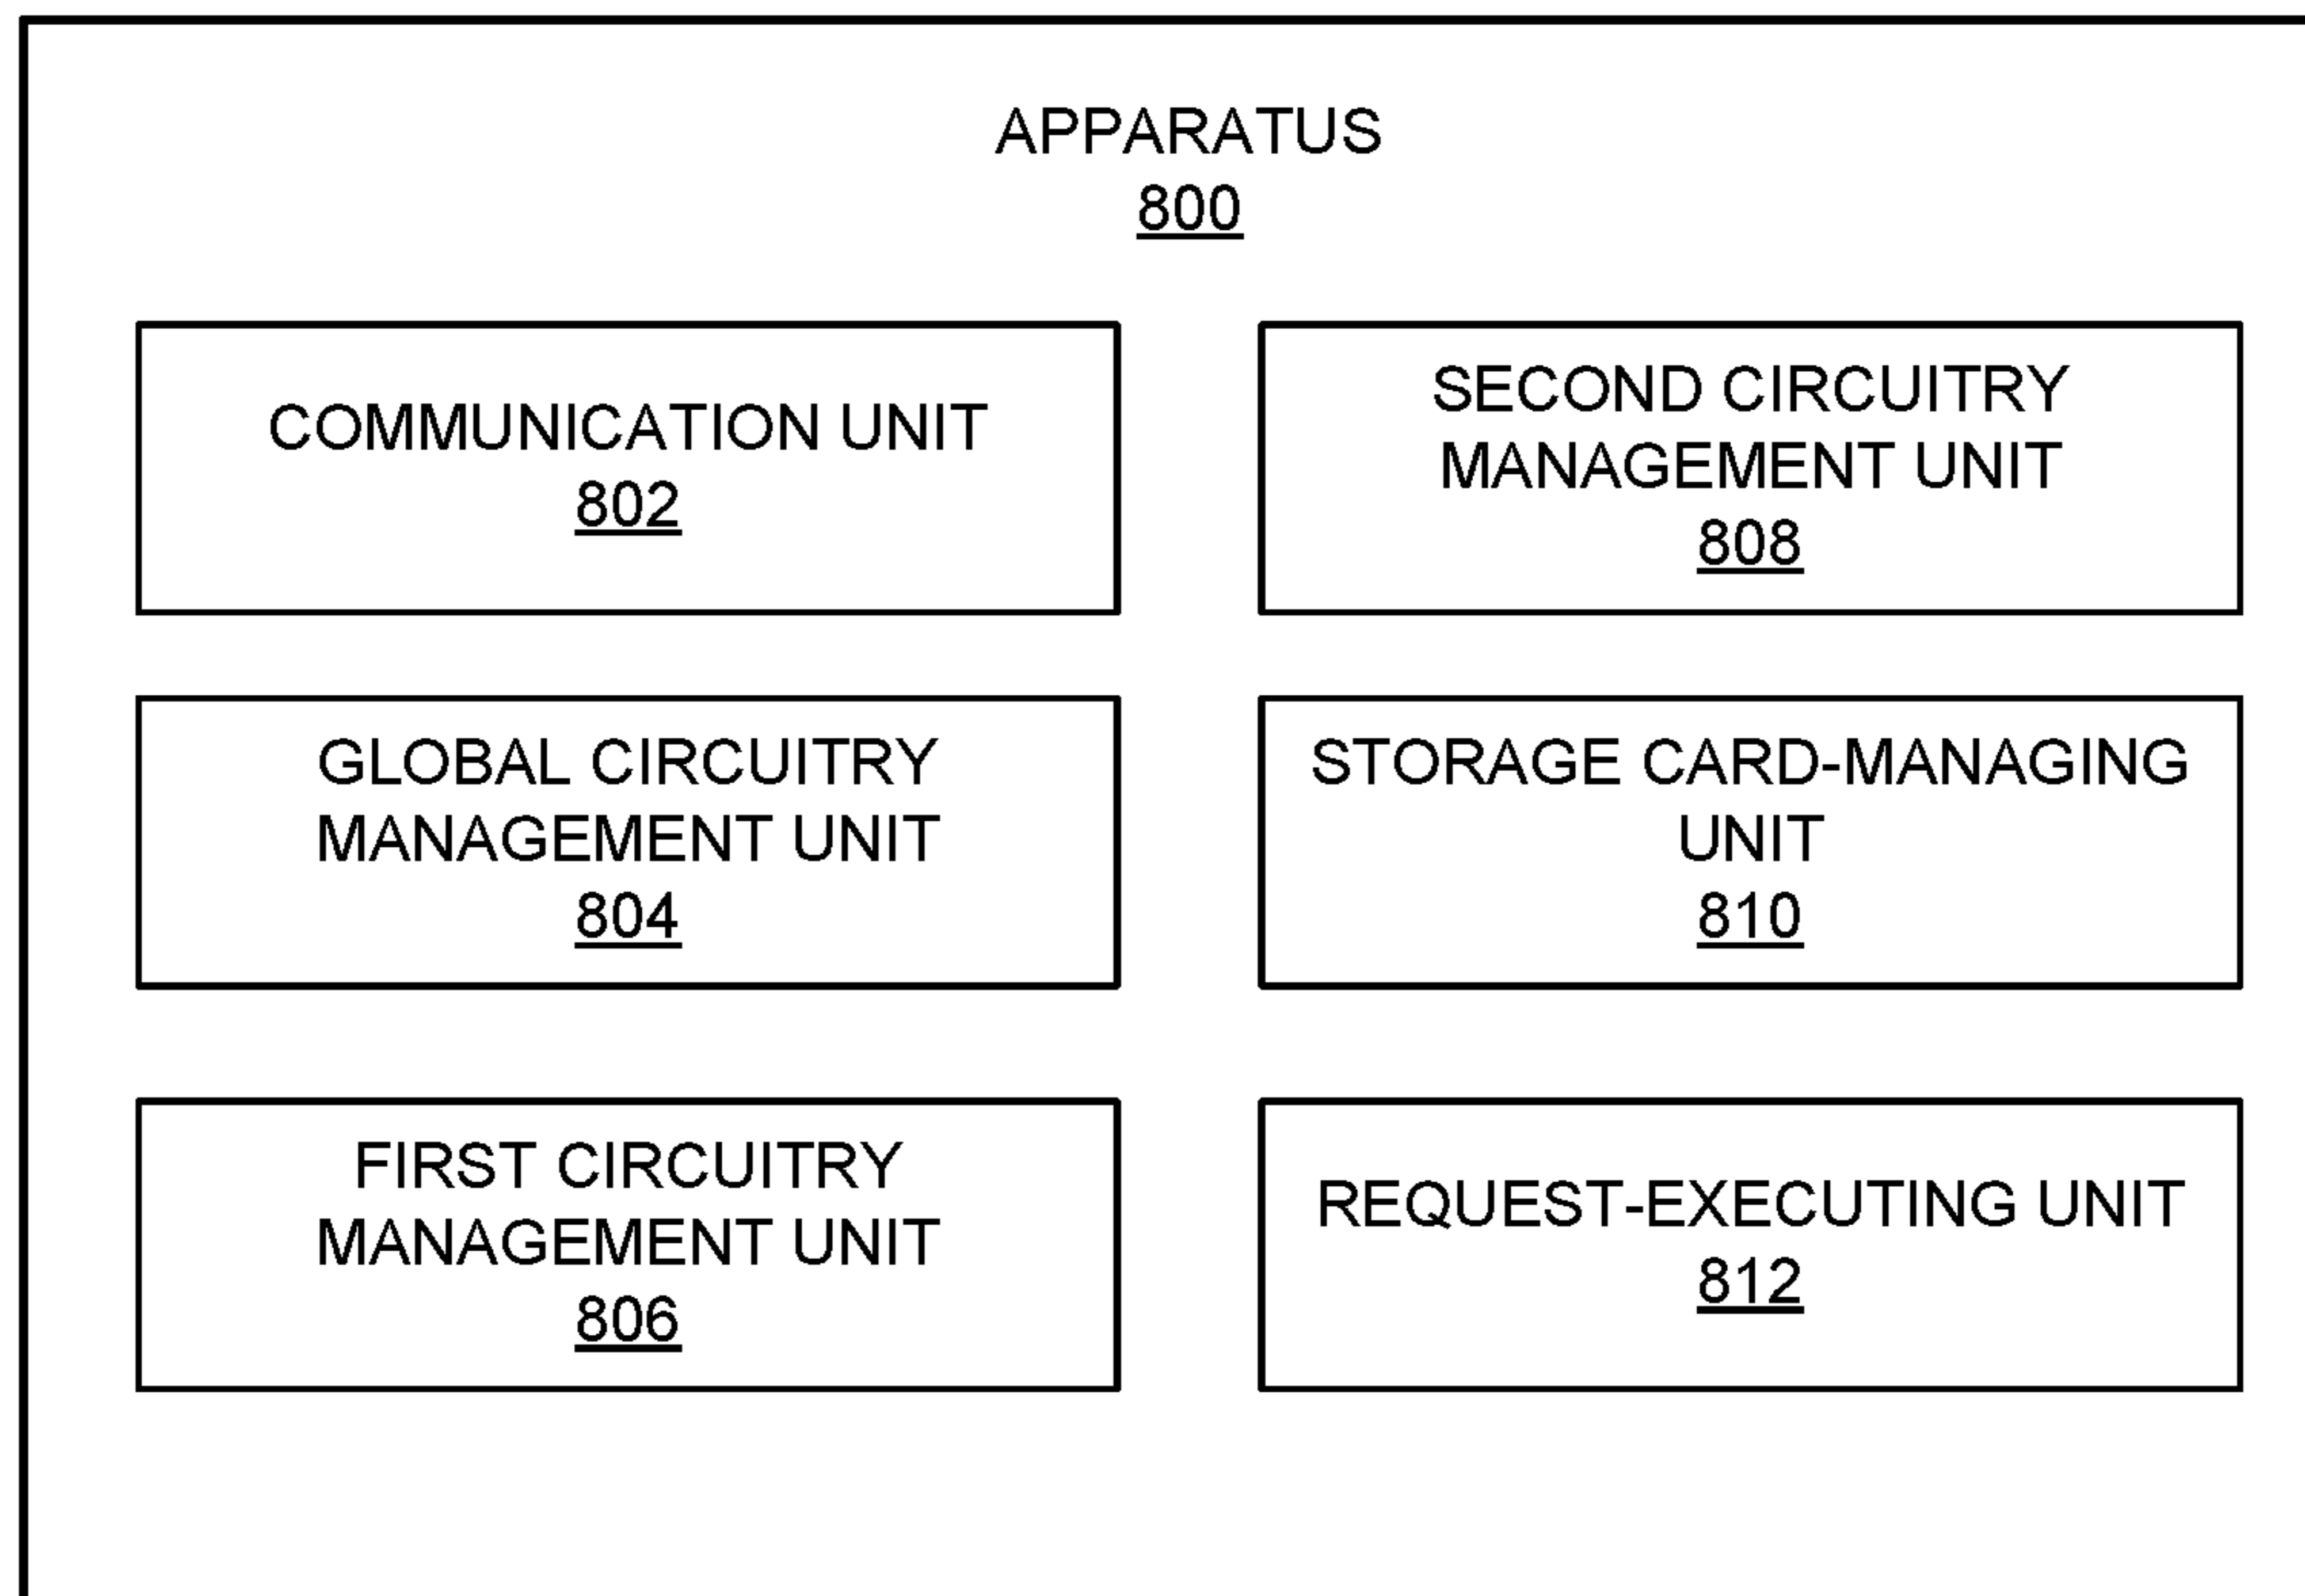 APPARATUS
800
COMMUNICATION UNIT
802
GLOBAL CIRCUITRY
MANAGEMENT UNIT
804
FIRST CIRCUITRY
MANAGEMENT UNIT
806
SECOND CIRCUITRY
MANAGEMENT UNIT
808
STORAGE CARD-MANAGING
UNIT
810
REQUEST-EXECUTING UNIT
812